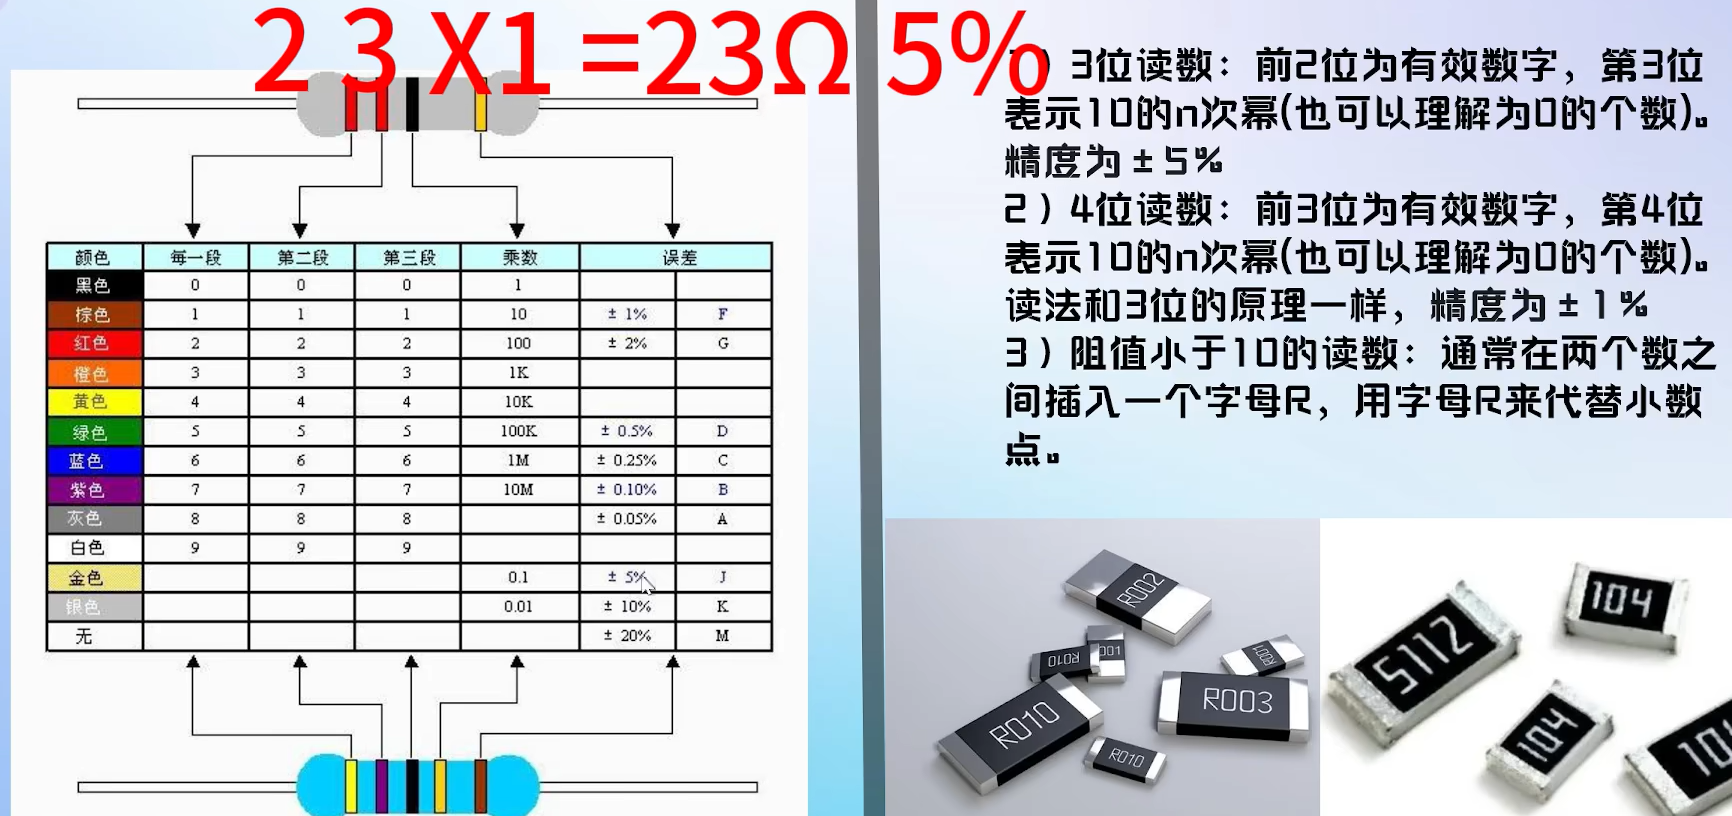 2 3 X1 =23Ω 5%
颜色 每一段 第二段 第三段 乘数 误差
黑色 0 0 0 1
棕色 1 1 1 10 ± 1% F
红色 2 2 2 100 ± 2% G
橙色 3 3 3 1K
黄色 4 4 4 10K
绿色 5 5 5 100K ± 0.5% D
蓝色 6 6 6 1M ± 0.25% C
紫色 7 7 7 10M ± 0.10% B
灰色 8 8 8 ± 0.05% A
白色 9 9 9
金色 0.1 ± 5% J
银色 0.01 ± 10% K
无 ± 20% M
)3位读数：前2位为有效数字，第3位
表示10的n次幂(也可以理解为0的个数)。
精度为±5%
2）4位读数：前3位为有效数字，第4位
表示10的n次幂(也可以理解为0的个数)。
读法和3位的原理一样，精度为±1%
3）阻值小于10的读数：通常在两个数之
间插入一个字母R，用字母R来代替小数
点。
R002
R010
001
R001
R010
R003
R010
104
5112
104
10